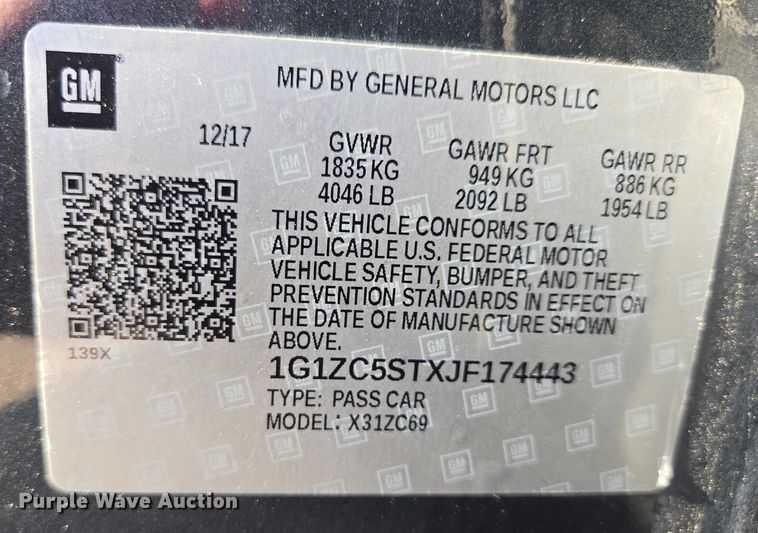 GM
MFD BY GENERAL MOTORS LLC
12/17
GVWR GAWR FRT GAWR RR
1835 KG 949 KG 886 KG
4046 LB 2092 LB 1954 LB
THIS VEHICLE CONFORMS TO ALL
APPLICABLE U.S. FEDERAL MOTOR
VEHICLE SAFETY, BUMPER, AND THEFT
PREVENTION STANDARDS IN EFFECT ON
THE DATE OF MANUFACTURE SHOWN
ABOVE.
139X
1G1ZC5STXJF174443
TYPE: PASS CAR
MODEL: X31ZC69
Purple Wave Auction